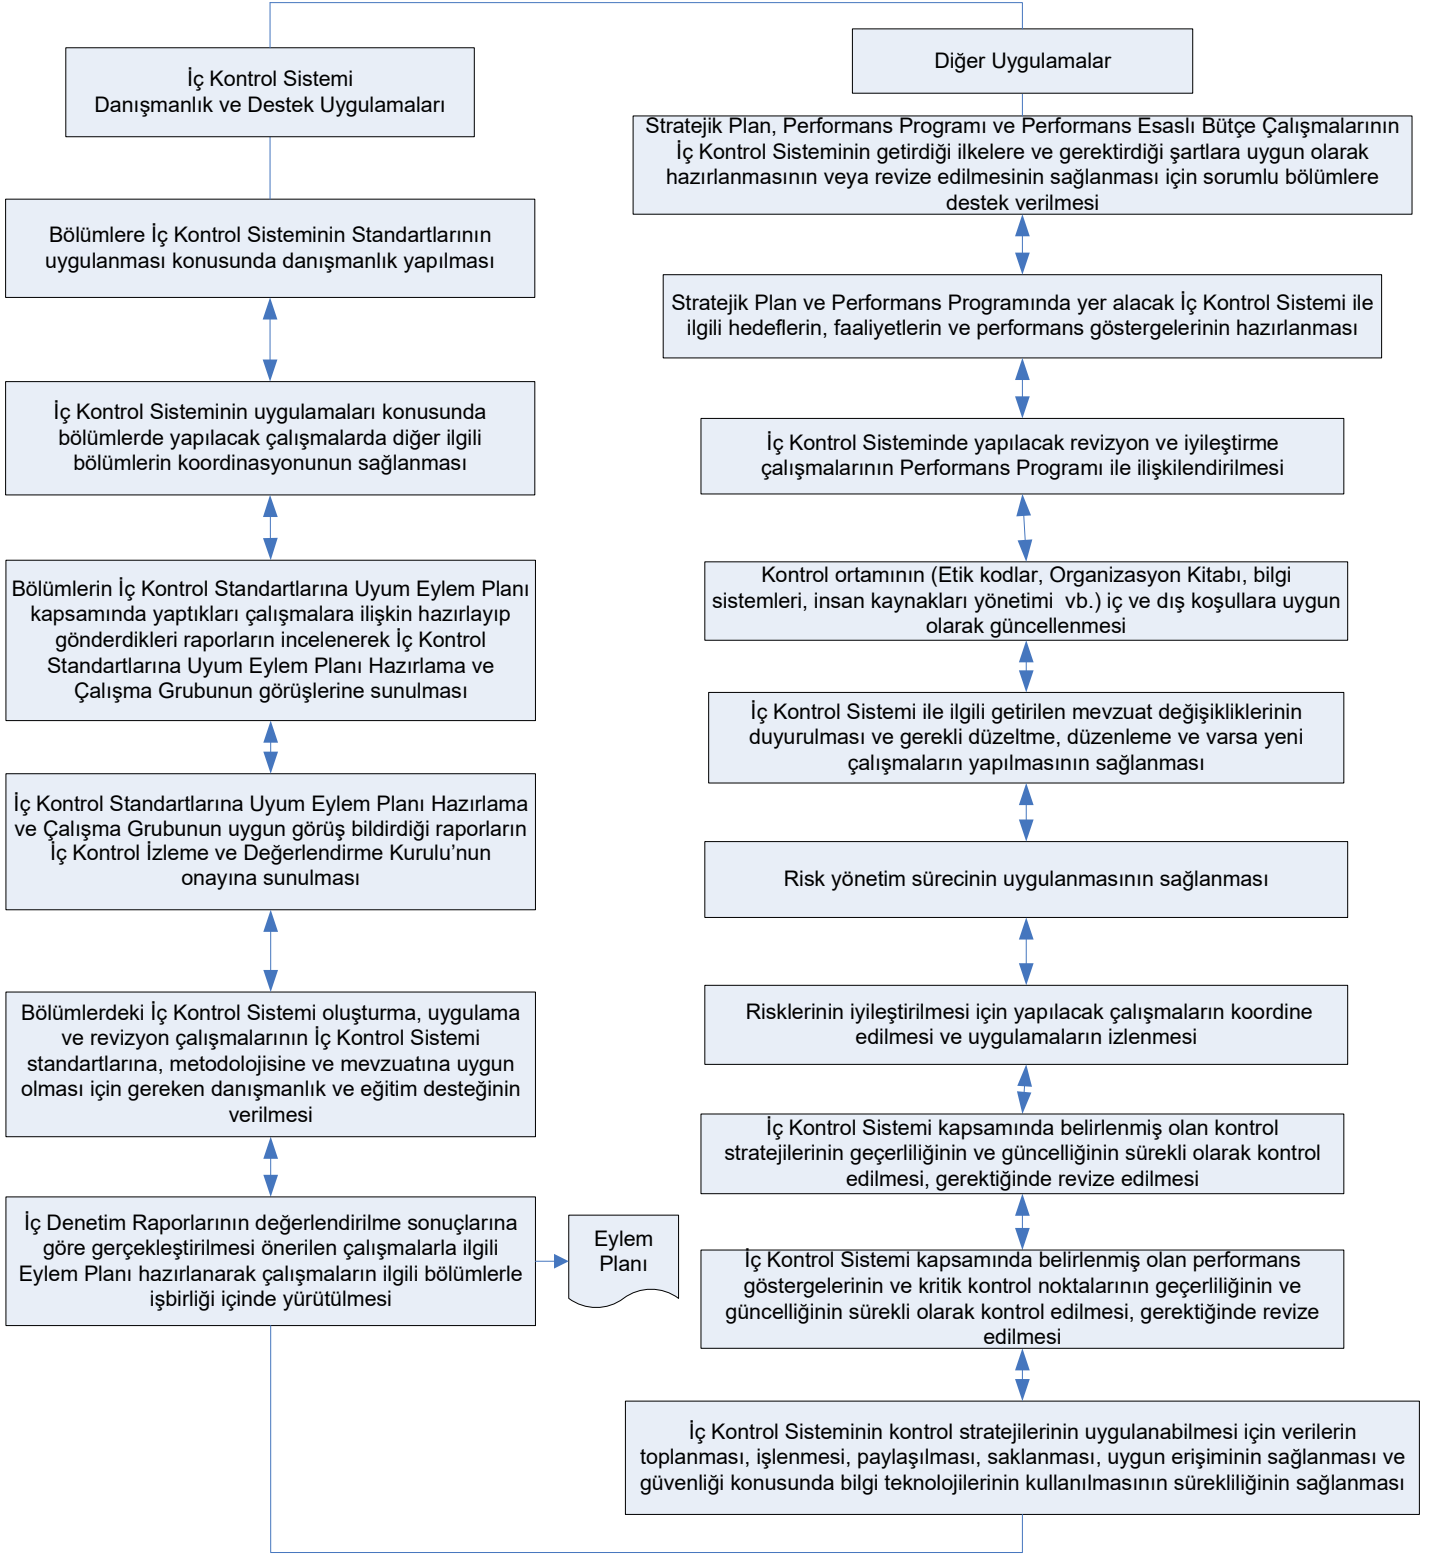 İç Kontrol Sistemi
Danışmanlık ve Destek Uygulamaları
Bölümlere İç Kontrol Sisteminin Standartlarının
uygulanması konusunda danışmanlık yapılması
İç Kontrol Sisteminin uygulamaları konusunda
bölümlerde yapılacak çalışmalarda diğer ilgili
bölümlerin koordinasyonunun sağlanması
Bölümlerin İç Kontrol Standartlarına Uyum Eylem Planı
kapsamında yaptıkları çalışmalara ilişkin hazırlayıp
gönderdikleri raporların incelenerek İç Kontrol
Standartlarına Uyum Eylem Planı Hazırlama ve
Çalışma Grubunun görüşlerine sunulması
İç Kontrol Standartlarına Uyum Eylem Planı Hazırlama
ve Çalışma Grubunun uygun görüş bildirdiği raporların
İç Kontrol İzleme ve Değerlendirme Kurulu’nun
onayına sunulması
Bölümlerdeki İç Kontrol Sistemi oluşturma, uygulama
ve revizyon çalışmalarının İç Kontrol Sistemi
standartlarına, metodolojisine ve mevzuatına uygun
olması için gereken danışmanlık ve eğitim desteğinin
verilmesi
İç Denetim Raporlarının değerlendirilme sonuçlarına
göre gerçekleştirilmesi önerilen çalışmalarla ilgili
Eylem Planı hazırlanarak çalışmaların ilgili bölümlerle
işbirliği içinde yürütülmesi
Eylem
Planı
Diğer Uygulamalar
Stratejik Plan, Performans Programı ve Performans Esaslı Bütçe Çalışmalarının
İç Kontrol Sisteminin getirdiği ilkelere ve gerektirdiği şartlara uygun olarak
hazırlanmasının veya revize edilmesinin sağlanması için sorumlu bölümlere
destek verilmesi
Stratejik Plan ve Performans Programında yer alacak İç Kontrol Sistemi ile
ilgili hedeflerin, faaliyetlerin ve performans göstergelerinin hazırlanması
İç Kontrol Sisteminde yapılacak revizyon ve iyileştirme
çalışmalarının Performans Programı ile ilişkilendirilmesi
Kontrol ortamının (Etik kodlar, Organizasyon Kitabı, bilgi
sistemleri, insan kaynakları yönetimi  vb.) iç ve dış koşullara uygun
olarak güncellenmesi
İç Kontrol Sistemi ile ilgili getirilen mevzuat değişikliklerinin
duyurulması ve gerekli düzeltme, düzenleme ve varsa yeni
çalışmaların yapılmasının sağlanması
Risk yönetim sürecinin uygulanmasının sağlanması
Risklerinin iyileştirilmesi için yapılacak çalışmaların koordine
edilmesi ve uygulamaların izlenmesi
İç Kontrol Sistemi kapsamında belirlenmiş olan kontrol
stratejilerinin geçerliliğinin ve güncelliğinin sürekli olarak kontrol
edilmesi, gerektiğinde revize edilmesi
İç Kontrol Sistemi kapsamında belirlenmiş olan performans
göstergelerinin ve kritik kontrol noktalarının geçerliliğinin ve
güncelliğinin sürekli olarak kontrol edilmesi, gerektiğinde revize
edilmesi
İç Kontrol Sisteminin kontrol stratejilerinin uygulanabilmesi için verilerin
toplanması, işlenmesi, paylaşılması, saklanması, uygun erişiminin sağlanması ve
güvenliği konusunda bilgi teknolojilerinin kullanılmasının sürekliliğinin sağlanması